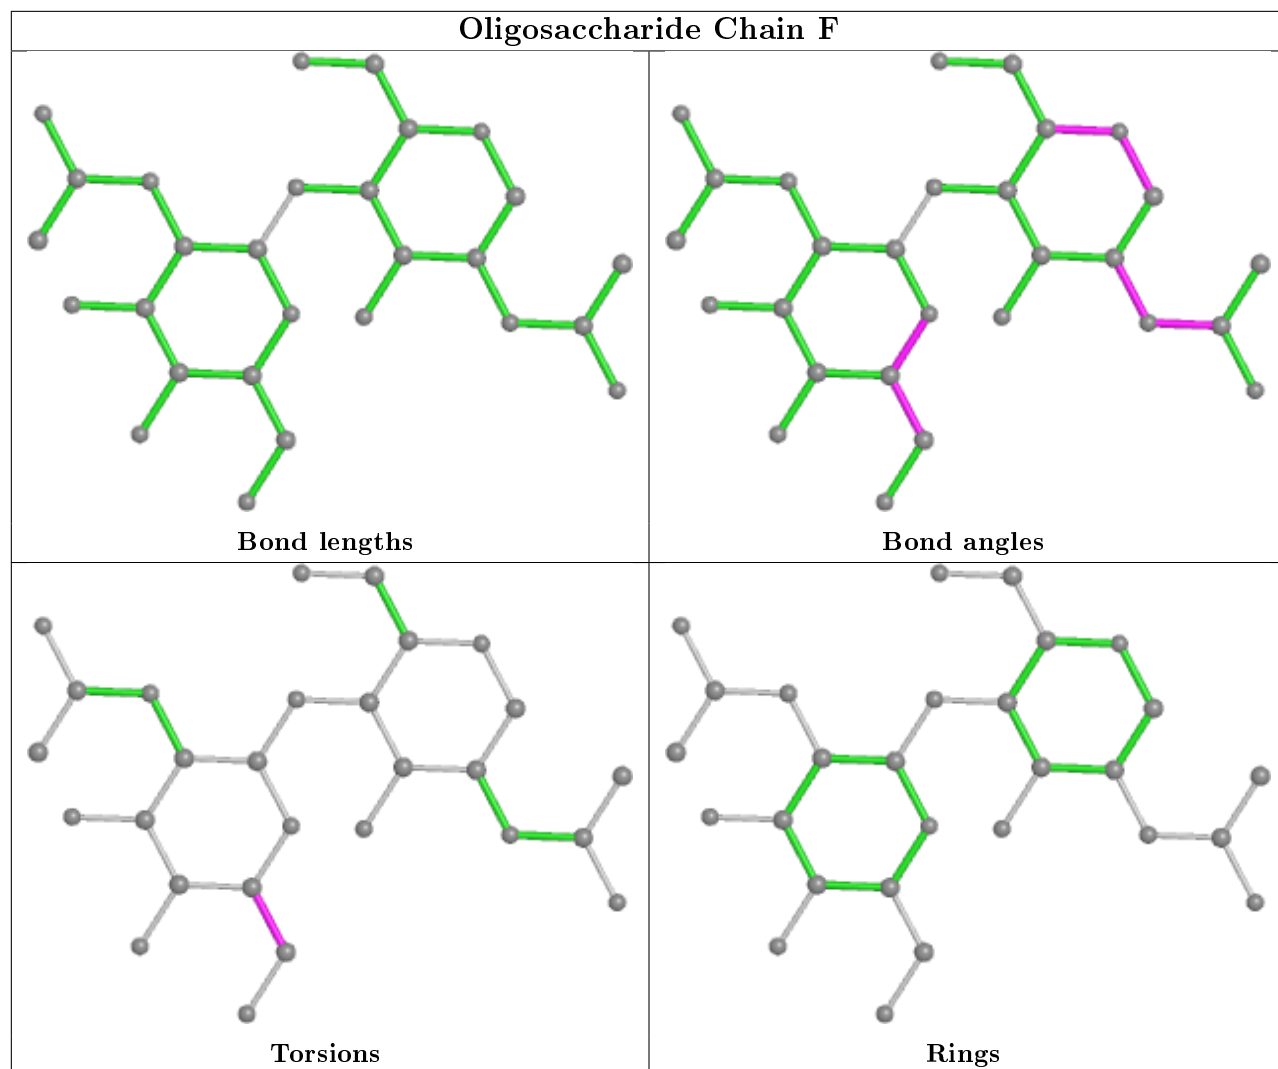 Oligosaccharide Chain F
Bond lengths
Bond angles
Torsions
Rings